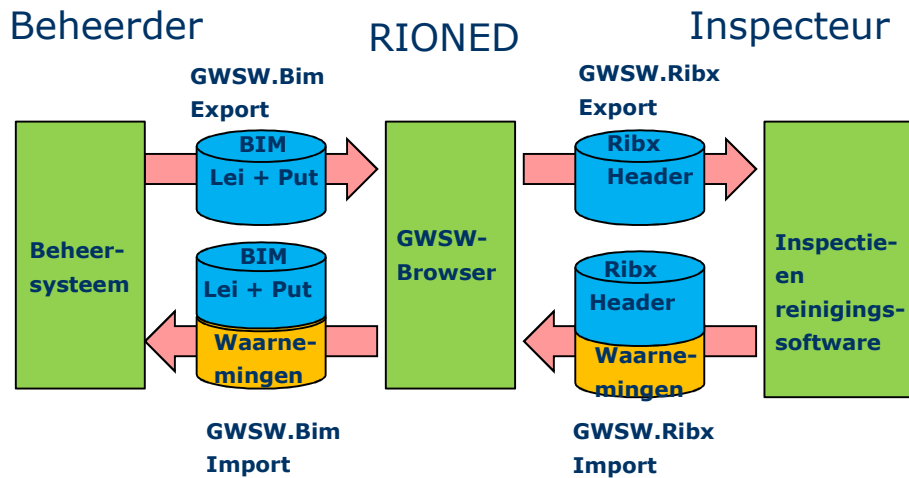 Beheerder
RIONED
Inspecteur
GWSW.Bim
Export
GWSW.Ribx
Export
BIM
Lei + Put
Ribx
Header
Beheer-
systeem
GWSW-
Browser
Inspectie-
en
reinigings-
software
BIM
Lei + Put
Waarne-
mingen
Ribx
Header
Waarne-
mingen
GWSW.Bim
Import
GWSW.Ribx
Import